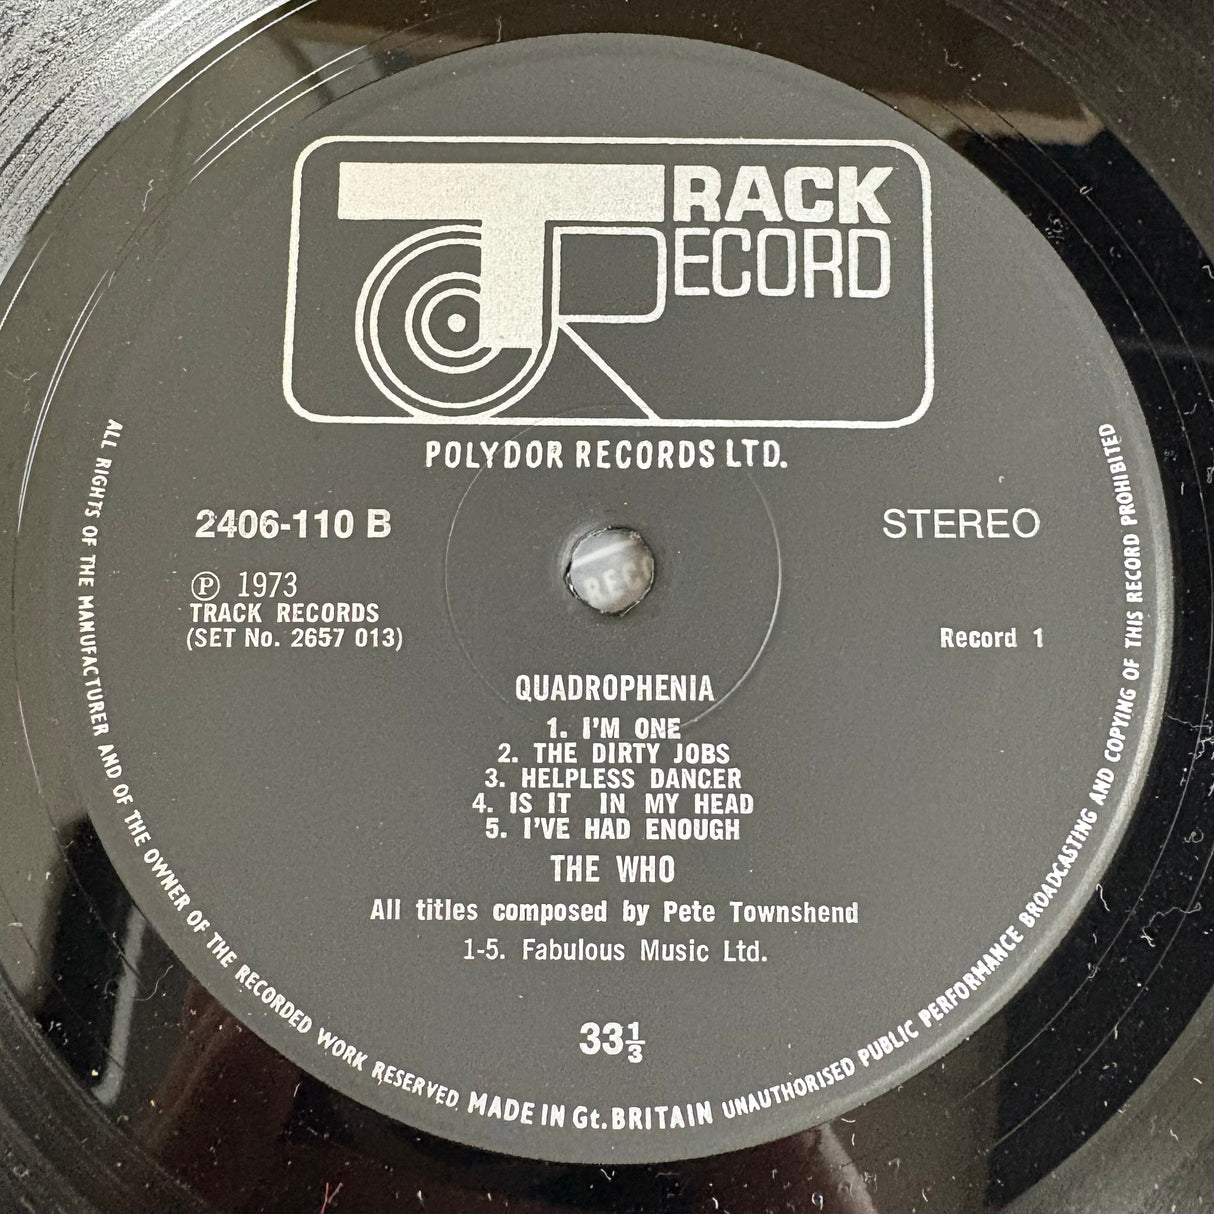 TRACK
RECORD
POLYDOR RECORDS LTD.
2406-110 B
STEREO
Ⓟ 1973
TRACK RECORDS
(SET No. 2657 013)
Record 1
REC
QUADROPHENIA
1. I'M ONE
2. THE DIRTY JOBS
3. HELPLESS DANCER
4. IS IT IN MY HEAD
5. I'VE HAD ENOUGH
THE WHO
All titles composed by Pete Townshend
1-5. Fabulous Music Ltd.
33⅓
ALL RIGHTS OF THE MANUFACTURER AND OF THE OWNER OF THE RECORDED WORK RESERVED. MADE IN Gt. BRITAIN UNAUTHORISED PUBLIC PERFORMANCE BROADCASTING AND COPYING OF THIS RECORD PROHIBITED